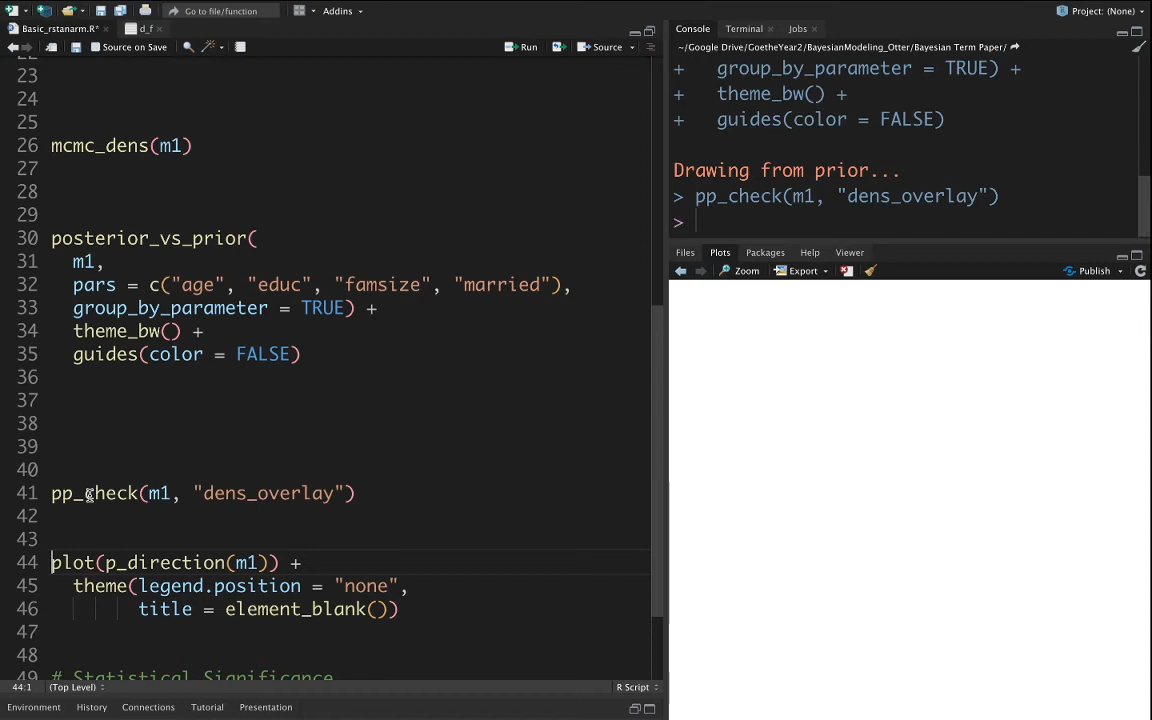 Go to file/function
Addins
Project: (None)
Basic_rstanarm.R*
d_f
Source on Save
Run
Source
23
24
25
26 mcmc_dens(m1)
27
28
29
30 posterior_vs_prior(
31 m1,
32 pars = c("age", "educ", "famsize", "married"),
33 group_by_parameter = TRUE) +
34 theme_bw() +
35 guides(color = FALSE)
36
37
38
39
40
41 pp_check(m1, "dens_overlay")
42
43
44 plot(p_direction(m1)) +
45 theme(legend.position = "none",
46 title = element_blank())
47
48
49 # Statistical Significance
44:1 (Top Level) R Script
Environment History Connections Tutorial Presentation
Console Terminal Jobs
~/Google Drive/GoetheYear2/BayesianModeling_Otter/Bayesian Term Paper/
+ group_by_parameter = TRUE) +
+ theme_bw() +
+ guides(color = FALSE)
Drawing from prior...
> pp_check(m1, "dens_overlay")
>
Files Plots Packages Help Viewer
Zoom Export Publish